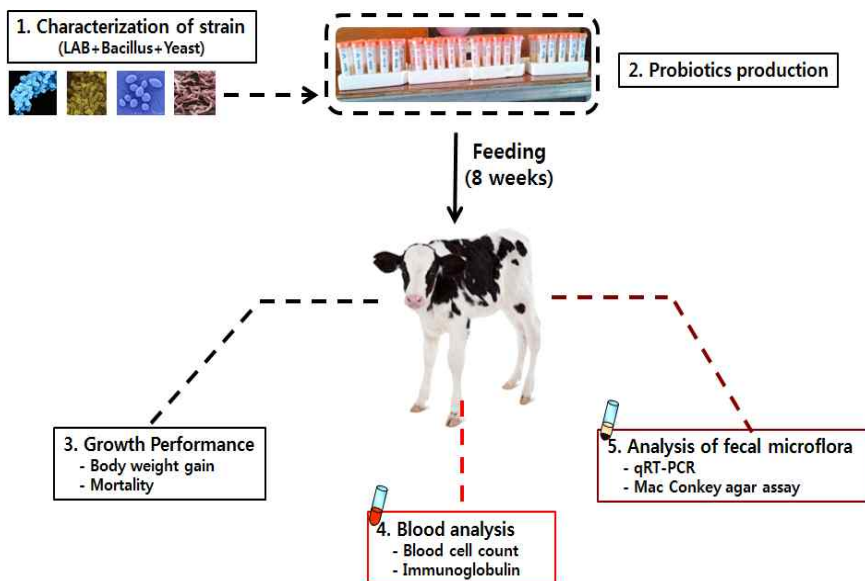 1. Characterization of strain
(LAB+Bacillus+Yeast)
2. Probiotics production
Feeding
(8 weeks)
3. Growth Performance
- Body weight gain
- Mortality
4. Blood analysis
- Blood cell count
- Immunoglobulin
5. Analysis of fecal microflora
- qRT-PCR
- Mac Conkey agar assay